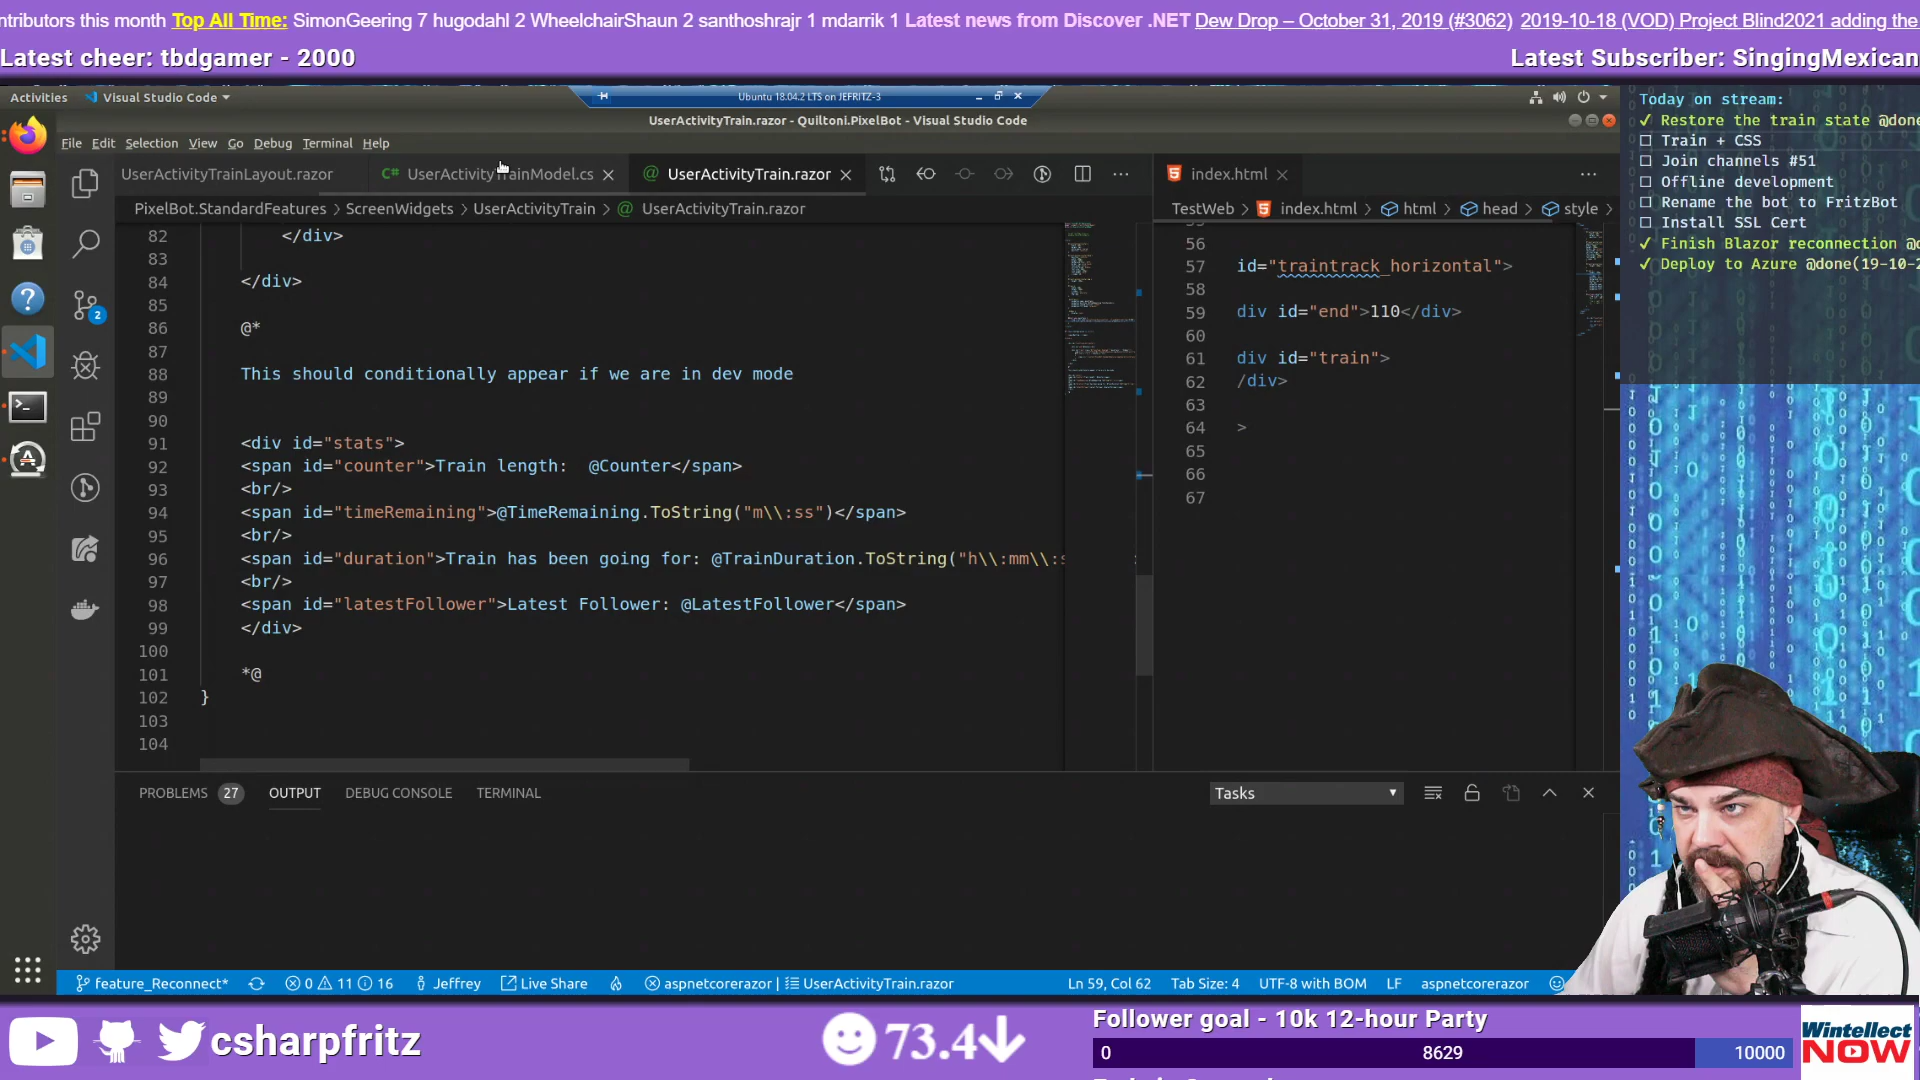 ntributors this month Top All Time: SimonGeering 7 hugodahl 2 WheelchairShaun 2 santhoshrajr 1 mdarrik 1 Latest news from Discover .NET Dew Drop – October 31, 2019 (#3062) 2019-10-18 (VOD) Project Blind2021 adding the
Latest cheer: tbdgamer - 2000
Latest Subscriber: SingingMexican
Activities Visual Studio Code
Ubuntu 18.04.2 LTS on JEFRITZ-3
UserActivityTrain.razor - Quiltoni.PixelBot - Visual Studio Code
File Edit Selection View Go Debug Terminal Help
UserActivityTrainLayout.razor
C# UserActivityTrainModel.cs
UserActivityTrain.razor
index.html
PixelBot.StandardFeatures > ScreenWidgets > UserActivityTrain > UserActivityTrain.razor
TestWeb > index.html > html > head > style >
82 </div>
83
84 </div>
85
86 @*
87
88 This should conditionally appear if we are in dev mode
89
90
91 <div id="stats">
92 <span id="counter">Train length:  @Counter</span>
93 <br/>
94 <span id="timeRemaining">@TimeRemaining.ToString("m\\:ss")</span>
95 <br/>
96 <span id="duration">Train has been going for: @TrainDuration.ToString("h\\:mm\\:s
97 <br/>
98 <span id="latestFollower">Latest Follower: @LatestFollower</span>
99 </div>
100
101 *@
102 }
103
104
56
57 id="traintrack_horizontal">
58
59 div id="end">110</div>
60
61 div id="train">
62 /div>
63
64 >
65
66
67
PROBLEMS 27 OUTPUT DEBUG CONSOLE TERMINAL
Tasks
feature_Reconnect* 0 11 16 Jeffrey Live Share aspnetcorerazor | UserActivityTrain.razor
Ln 59, Col 62 Tab Size: 4 UTF-8 with BOM LF aspnetcorerazor
2
Today on stream:
✓ Restore the train state @done
☐ Train + CSS
☐ Join channels #51
☐ Offline development
☐ Rename the bot to FritzBot
☐ Install SSL Cert
✓ Finish Blazor reconnection @d
✓ Deploy to Azure @done(19-10-2
csharpfritz
73.4
Follower goal - 10k 12-hour Party
0 8629 10000
Wintellect
NOW